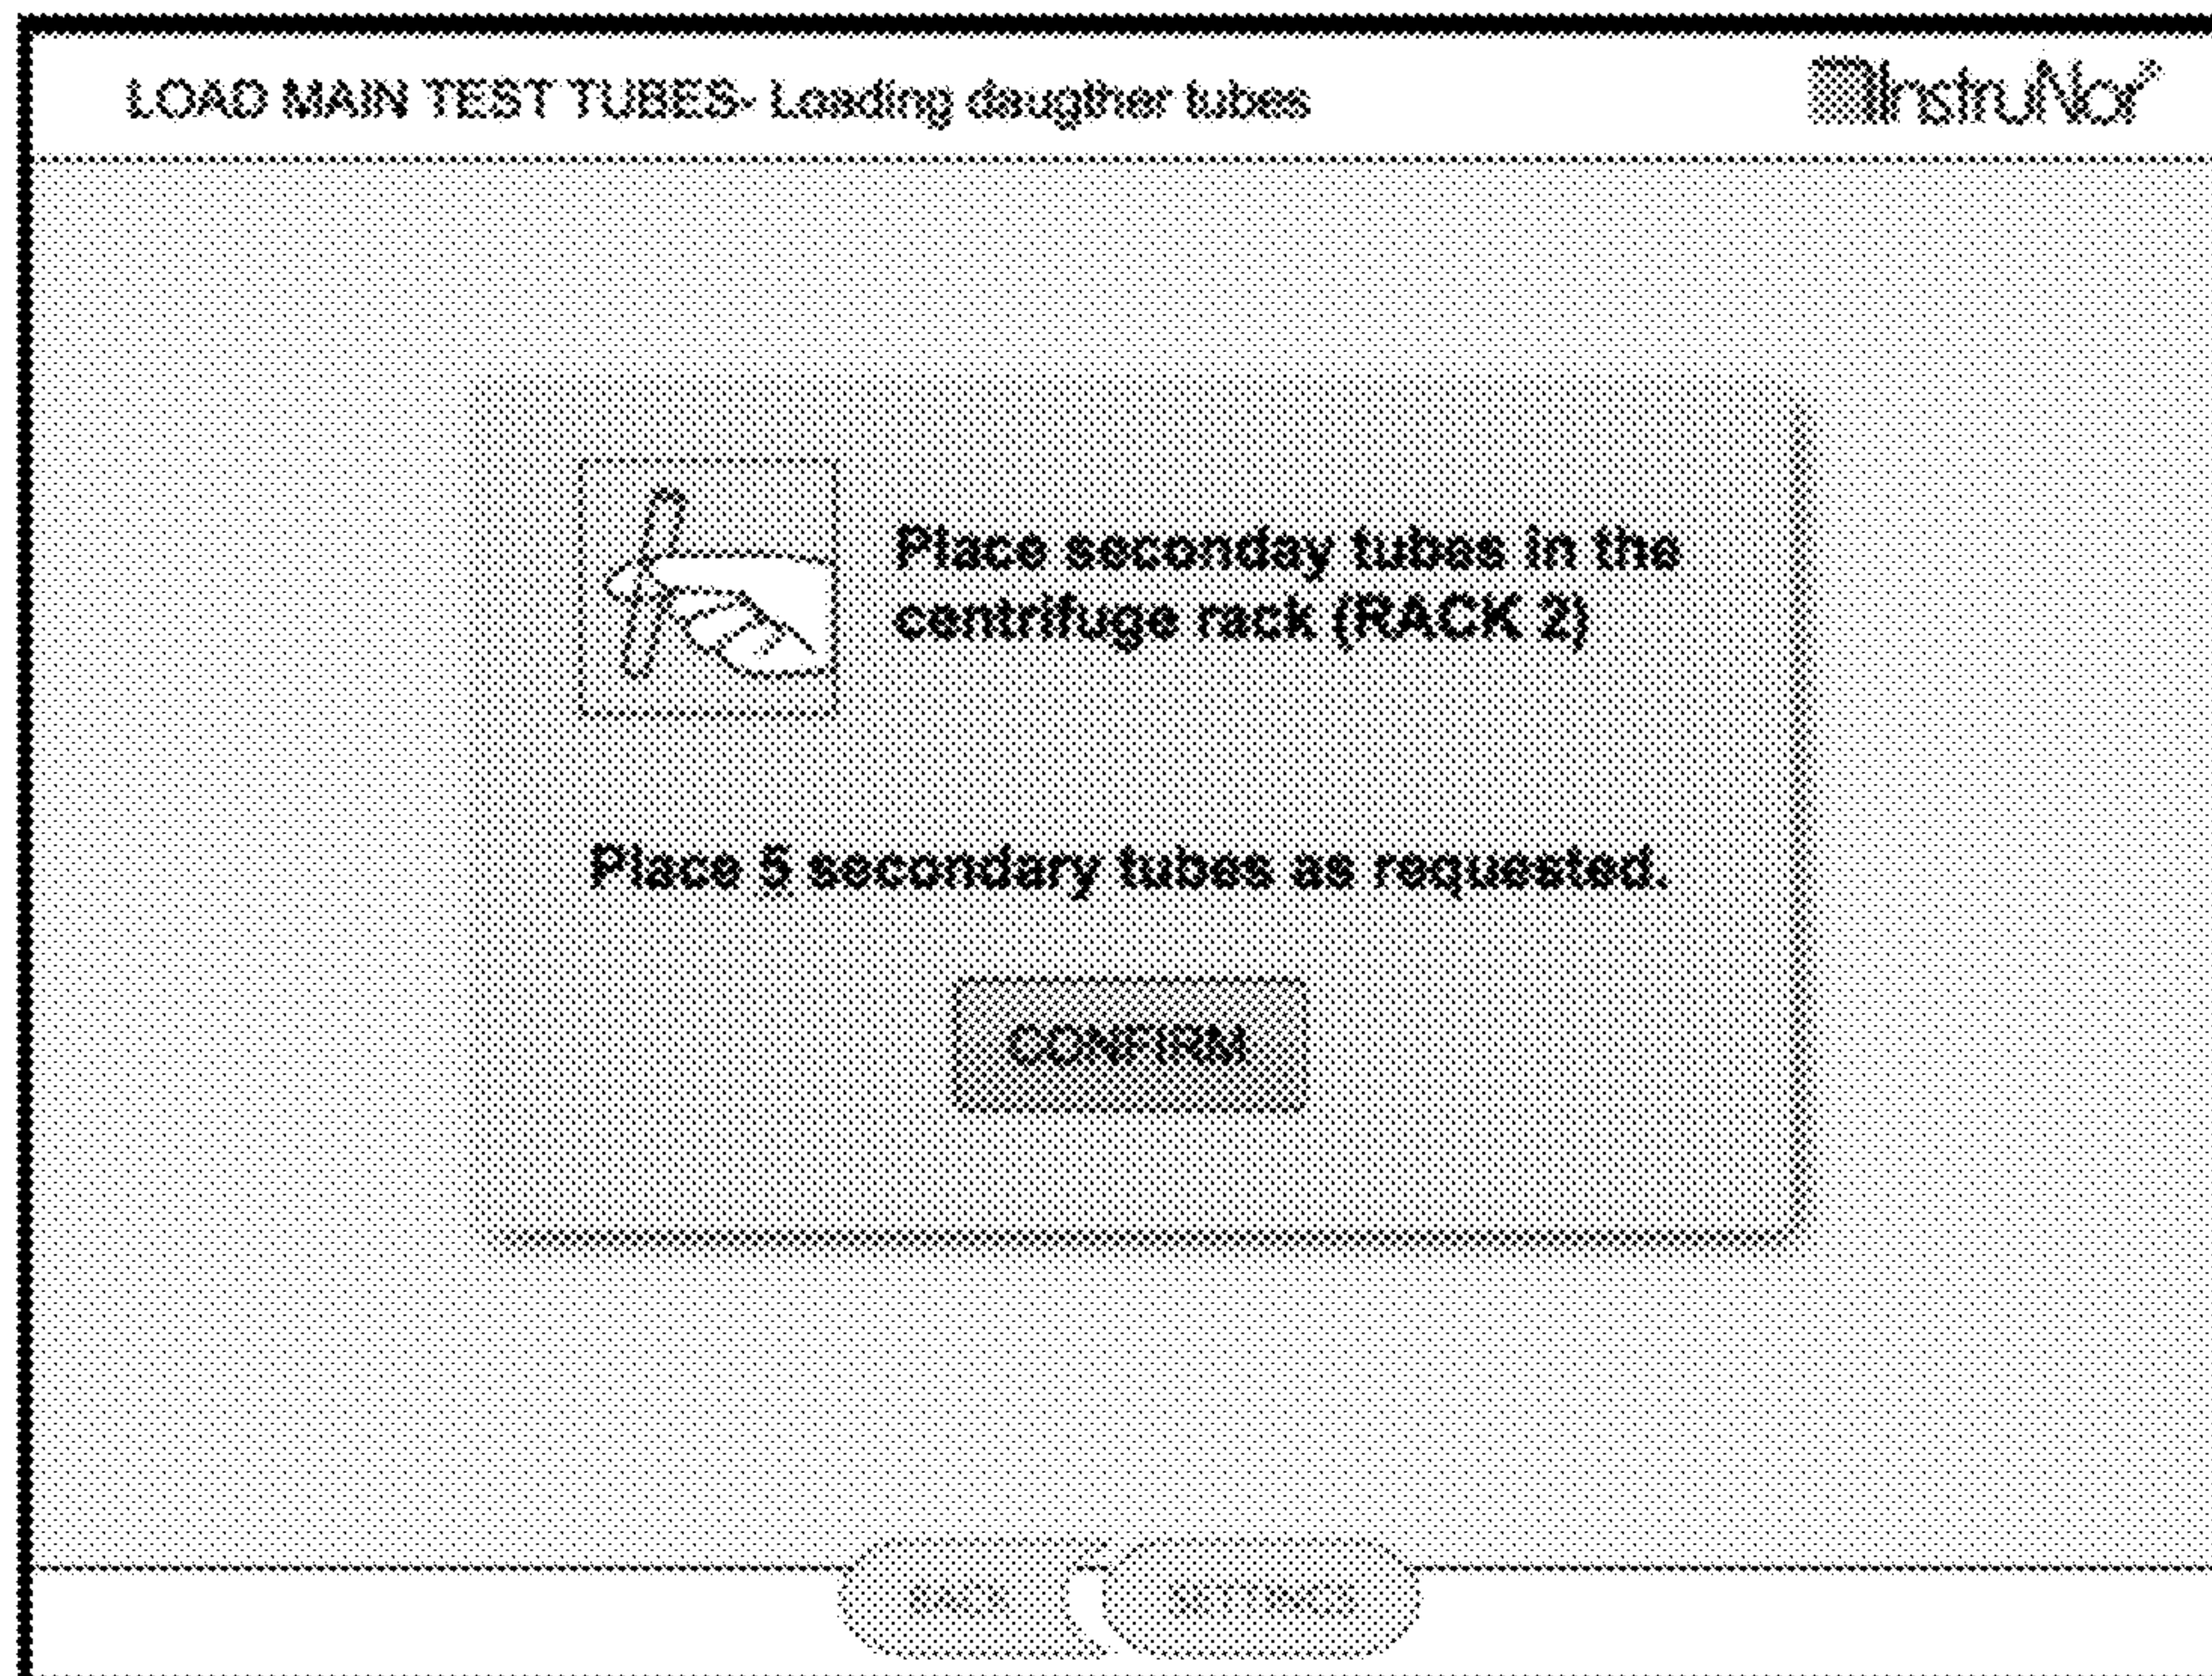 LOAD MAIN TEST TUBES- Loading daugther tubes
InstruNor
Place seconday tubes in the
centrifuge rack (RACK 2)
Place 5 secondary tubes as requested.
CONFIRM